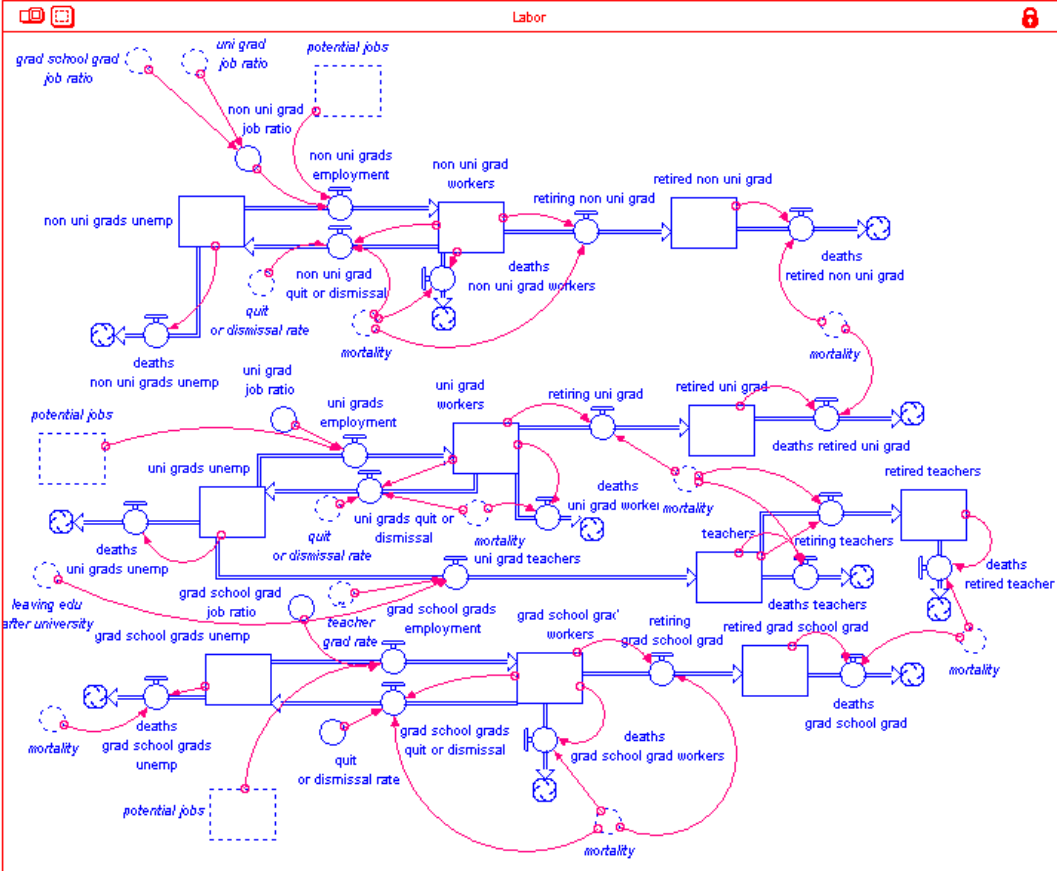 Labor
grad school grad
job ratio
uni grad
job ratio
potential jobs
non uni grad
job ratio
non uni grads
employment
non uni grad
workers
retiring non uni grad
retired non uni grad
non uni grads unemp
non uni grad
quit or dismissal
deaths
non uni grad workers
deaths
retired non uni grad
quit
or dismissal rate
mortality
mortality
deaths
non uni grads unemp
uni grad
job ratio
uni grads
employment
uni grad
workers
retiring uni grad
retired uni grad
potential jobs
deaths retired uni grad
uni grads unemp
retired teachers
deaths
uni grad worke
mortality
uni grads quit or
dismissal
mortality
quit
or dismissal rate
teachers
retiring teachers
deaths
uni grads unemp
uni grad teachers
deaths
retired teacher
leaving edu
after university
grad school grad
job ratio
teacher
grad rate
grad school grads
employment
deaths teachers
grad school grads unemp
grad school grad
workers
retiring
grad school grad
retired grad school grad
mortality
mortality
deaths
grad school grads
unemp
grad school grads
quit or dismissal
deaths
grad school grad workers
deaths
grad school grad
quit
or dismissal rate
potential jobs
mortality